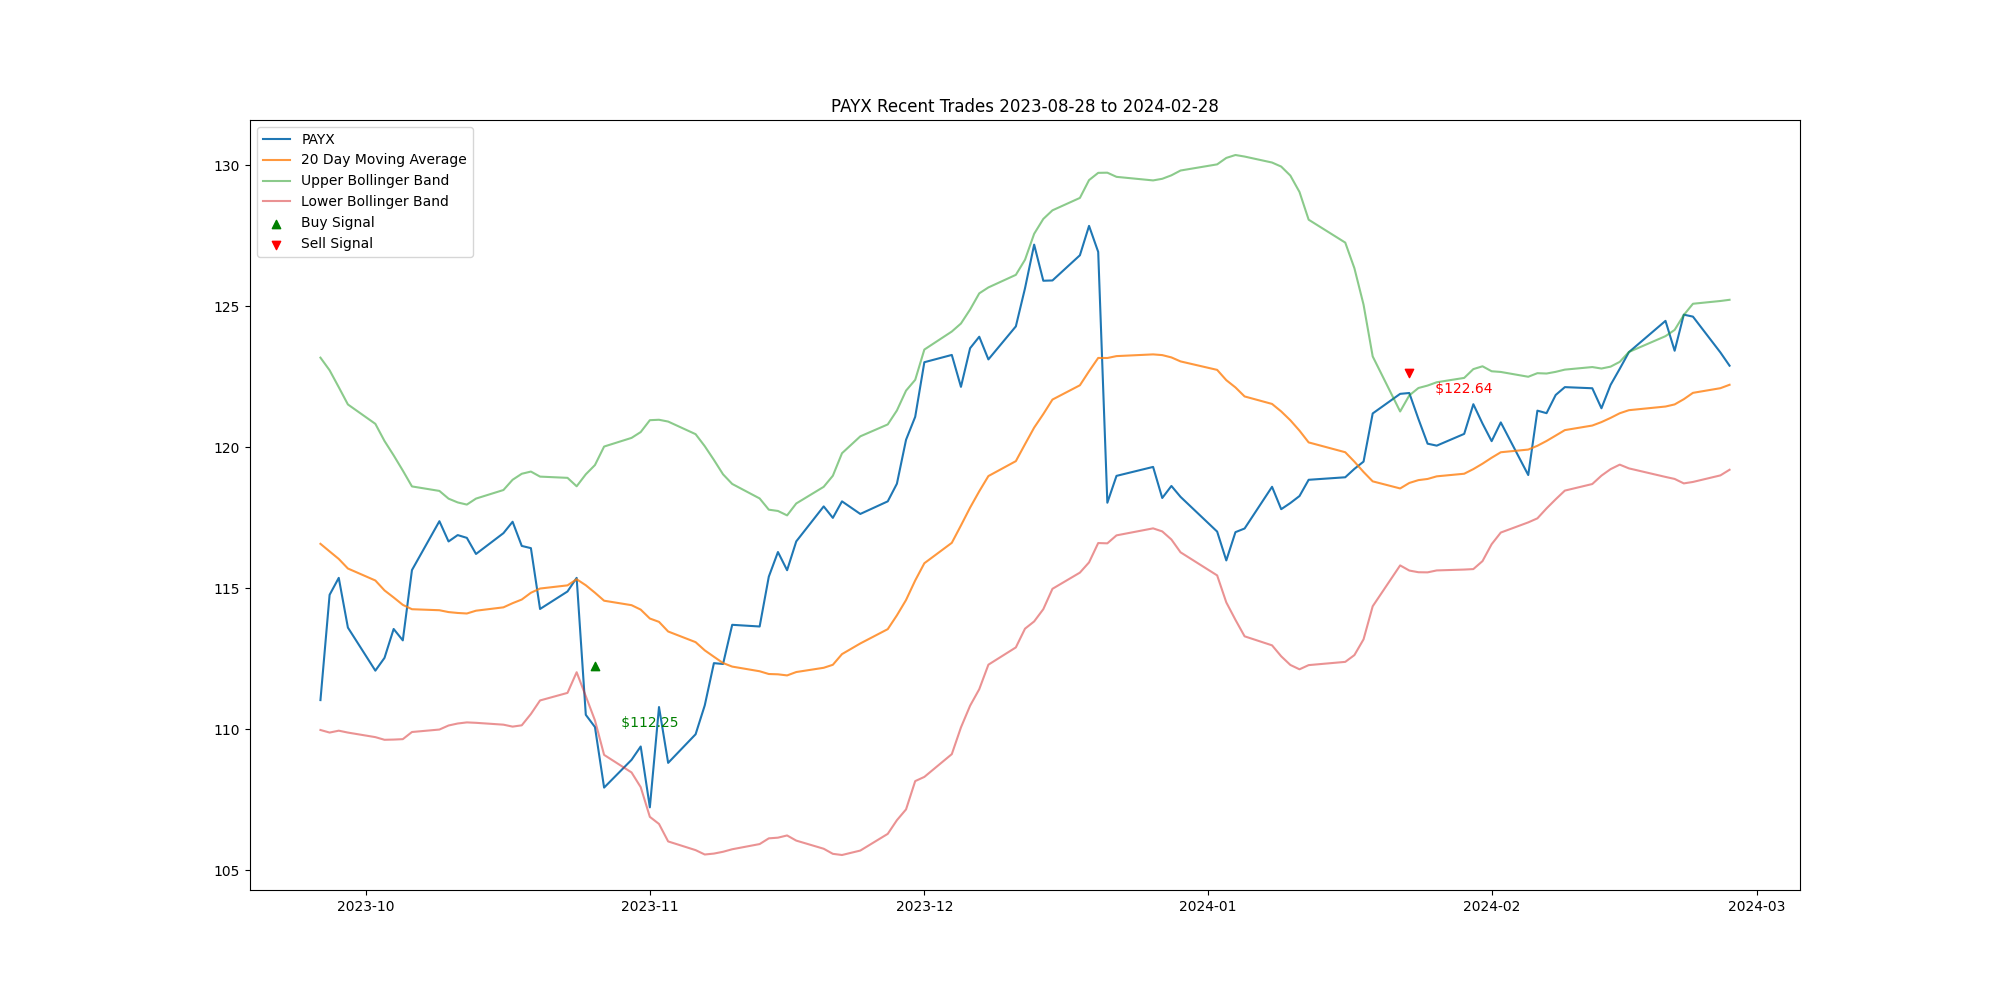 PAYX Recent Trades 2023-08-28 to 2024-02-28
PAYX
20 Day Moving Average
Upper Bollinger Band
Lower Bollinger Band
Buy Signal
Sell Signal
130
125
120
115
110
105
$122.64
$112.25
2023-10
2023-11
2023-12
2024-01
2024-02
2024-03